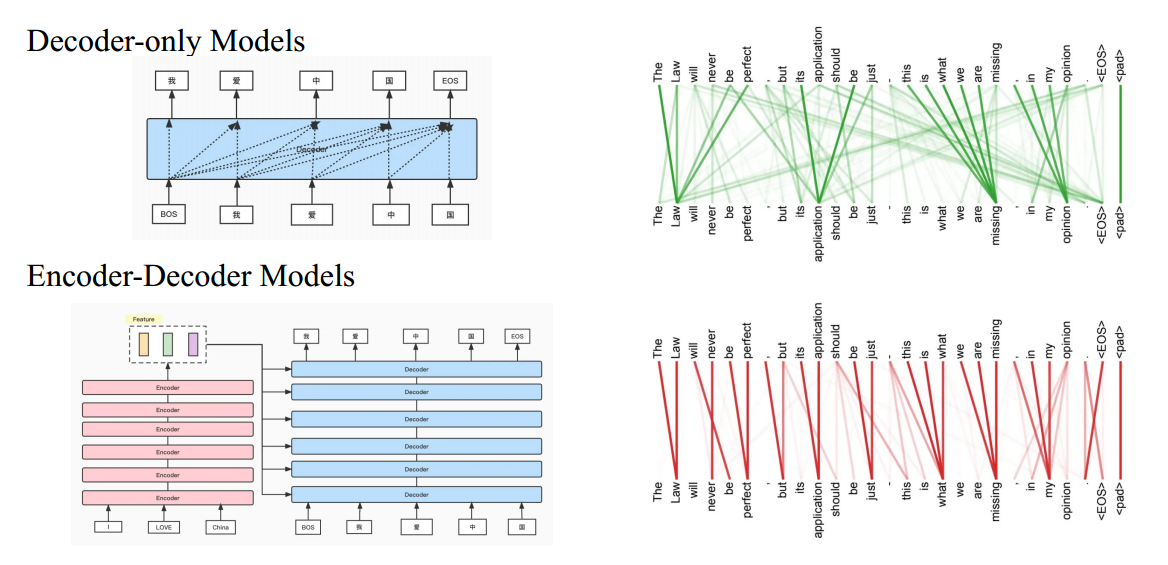 Decoder-only Models
我 爱 中 国 EOS
Decoder
BOS 我 爱 中 国
The Law will never be perfect , but its application should be just - this is what we are missing , in my opinion . <EOS> <pad>
The Law will never be perfect , but its application should be just - this is what we are missing , in my opinion . <EOS> <pad>
Encoder-Decoder Models
Feature
我 爱 中 国 EOS
Encoder
Encoder
Encoder
Encoder
Encoder
Encoder
I LOVE China
Decoder
Decoder
Decoder
Decoder
Decoder
Decoder
BOS 我 爱 中 国
The Law will never be perfect , but its application should be just - this is what we are missing , in my opinion . <EOS> <pad>
The Law will never be perfect , but its application should be just - this is what we are missing , in my opinion . <EOS> <pad>